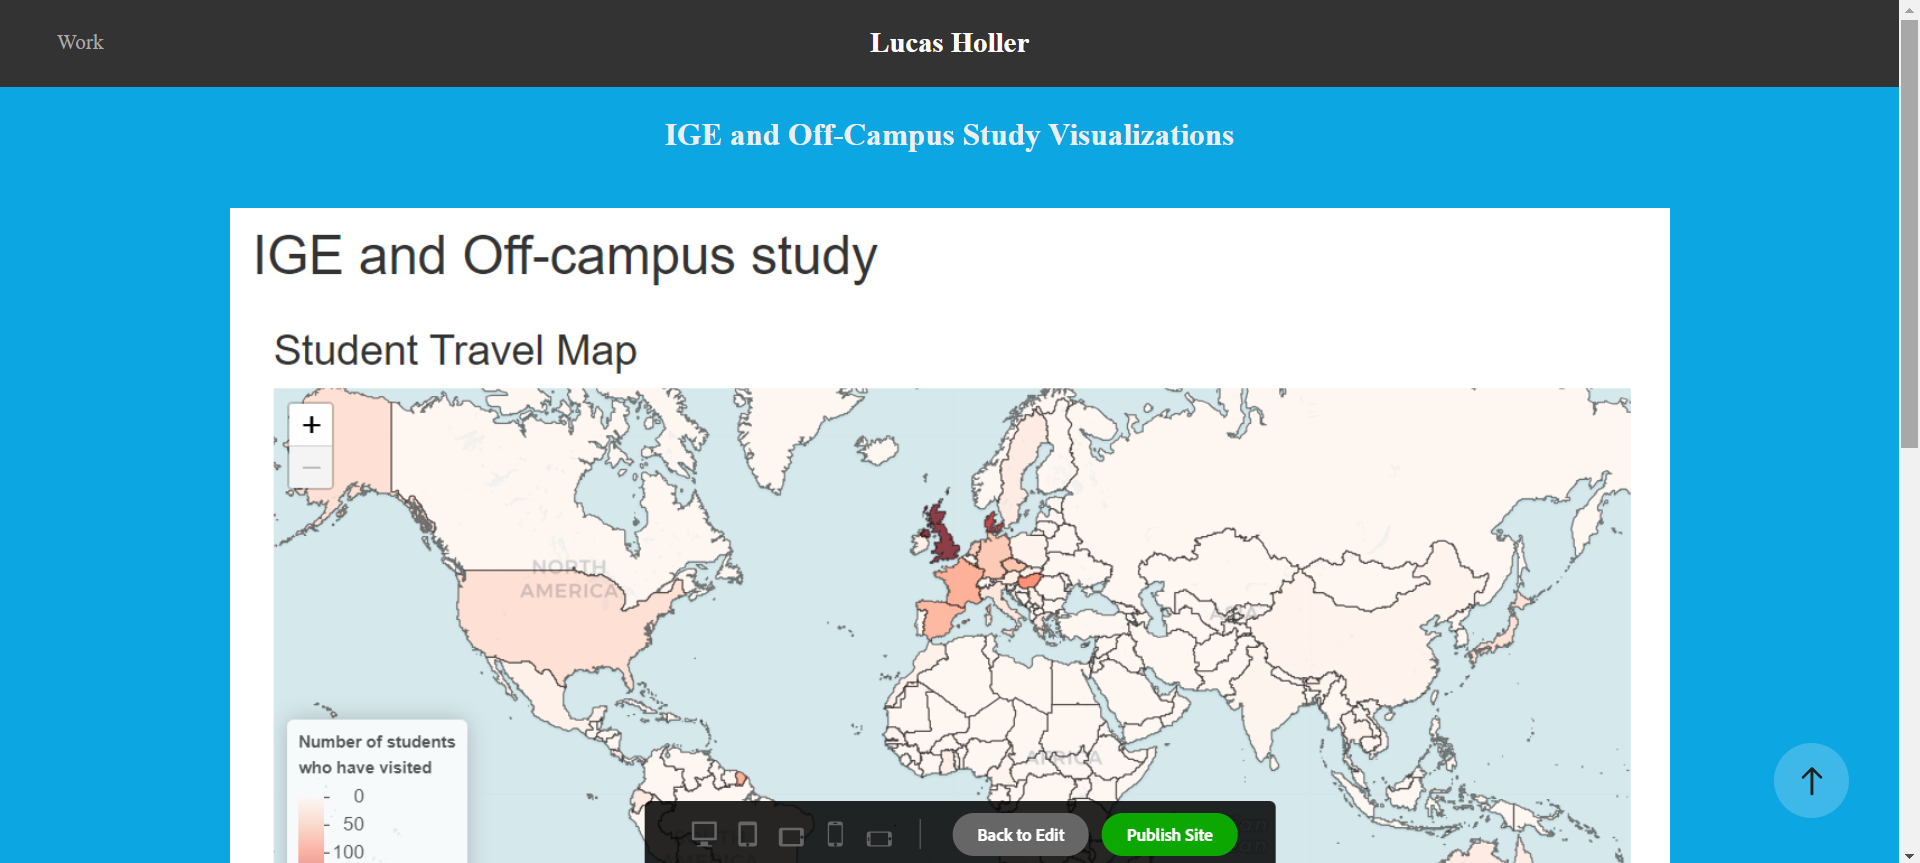 Work
Lucas Holler
IGE and Off-Campus Study Visualizations
IGE and Off-campus study
Student Travel Map
+
−
NORTH
AMERICA
ASIA
AFRICA
Number of students
who have visited
0
50
100
Back to Edit
Publish Site